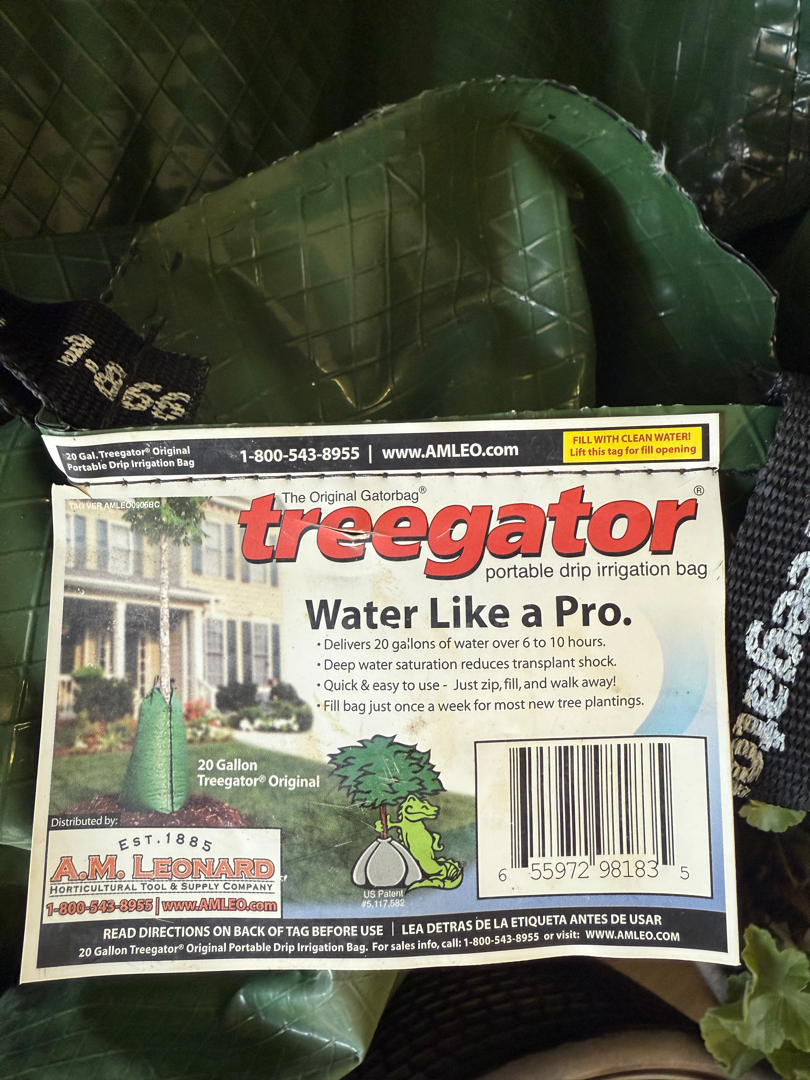 1-866
20 Gal. Treegator® Original
Portable Drip Irrigation Bag
1-800-543-8955 | www.AMLEO.com
FILL WITH CLEAN WATER!
Lift this tag for fill opening
TAG VER.AMLEO0906BC
The Original Gatorbag®
treegator®
portable drip irrigation bag
Water Like a Pro.
• Delivers 20 gallons of water over 6 to 10 hours.
• Deep water saturation reduces transplant shock.
• Quick & easy to use - Just zip, fill, and walk away!
• Fill bag just once a week for most new tree plantings.
20 Gallon
Treegator® Original
Distributed by:
EST. 1885
A.M. LEONARD
HORTICULTURAL TOOL & SUPPLY COMPANY
1-800-543-8955 | www.AMLEO.com
US Patent
#5,117,582
6 55972 98183 5
READ DIRECTIONS ON BACK OF TAG BEFORE USE | LEA DETRAS DE LA ETIQUETA ANTES DE USAR
20 Gallon Treegator® Original Portable Drip Irrigation Bag. For sales info, call: 1-800-543-8955 or visit: WWW.AMLEO.COM